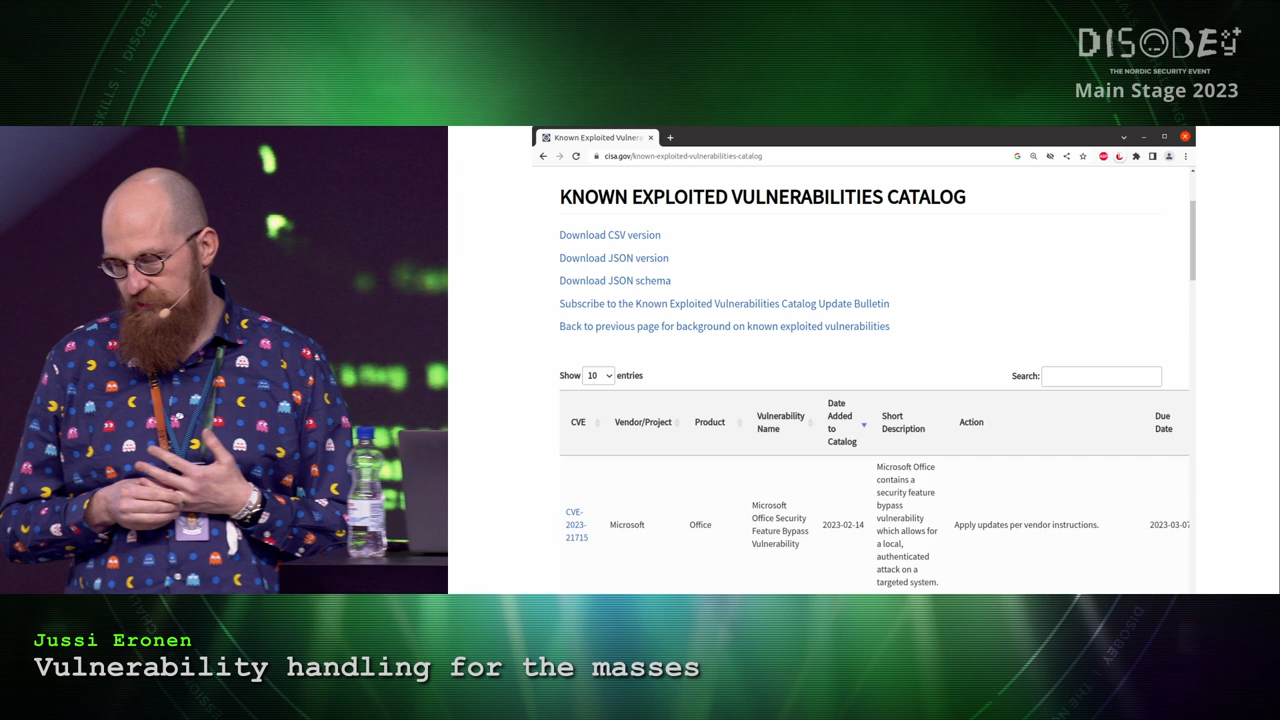 SKILLS | DISOBEY
DISOBEY
THE NORDIC SECURITY EVENT
Main Stage 2023
Known Exploited Vulnera
cisa.gov/known-exploited-vulnerabilities-catalog
KNOWN EXPLOITED VULNERABILITIES CATALOG
Download CSV version
Download JSON version
Download JSON schema
Subscribe to the Known Exploited Vulnerabilities Catalog Update Bulletin
Back to previous page for background on known exploited vulnerabilities
Show 10 entries
Search:
CVE
Vendor/Project
Product
Vulnerability
Name
Date
Added
to
Catalog
Short
Description
Action
Due
Date
CVE-
2023-
21715
Microsoft
Office
Microsoft
Office Security
Feature Bypass
Vulnerability
2023-02-14
Microsoft Office
contains a
security feature
bypass
vulnerability
which allows for
a local,
authenticated
attack on a
targeted system.
Apply updates per vendor instructions.
2023-03-07
Jussi Eronen
Vulnerability handling for the masses